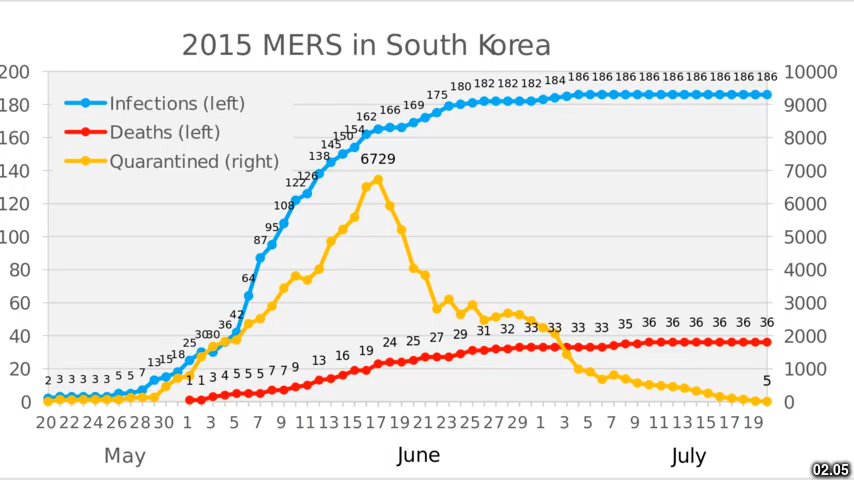 2015 MERS in South Korea
200 10000
180 9000
160 8000
140 7000
120 6000
100 5000
80 4000
60 3000
40 2000
20 1000
0 0
Infections (left)
Deaths (left)
Quarantined (right)
2 3 3 3 3 3 5 5 7 13 15 18 25 30 30 36 42 64 87 95 108 122 126 138 145 150 154 162 166 169 175 180 182 182 182 184 186 186 186 186 186 186 186 186 186
6729
1 1 3 4 5 5 5 7 7 9 13 16 19 24 25 27 29 31 32 33 33 33 33 35 36 36 36 36 36 36
5
20 22 24 26 28 30 1 3 5 7 9 11 13 15 17 19 21 23 25 27 29 1 3 5 7 9 11 13 15 17 19
May June July
02.05